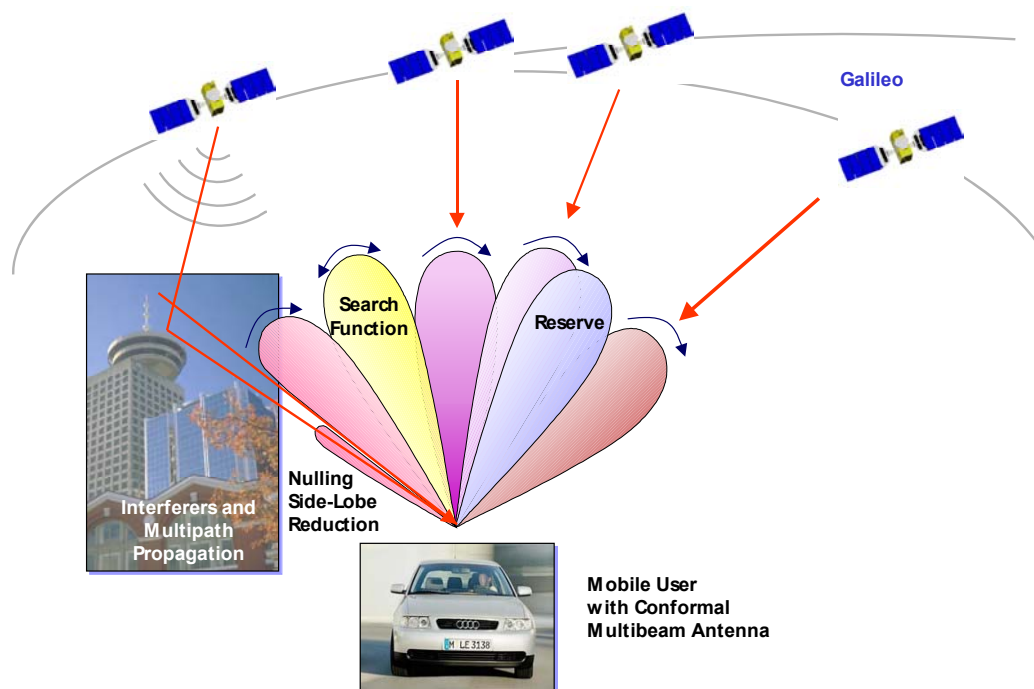 Galileo
Search
Function
Reserve
Nulling
Side-Lobe
Reduction
Interferers and
Multipath
Propagation
Mobile User
with Conformal
Multibeam Antenna
M LE 3138